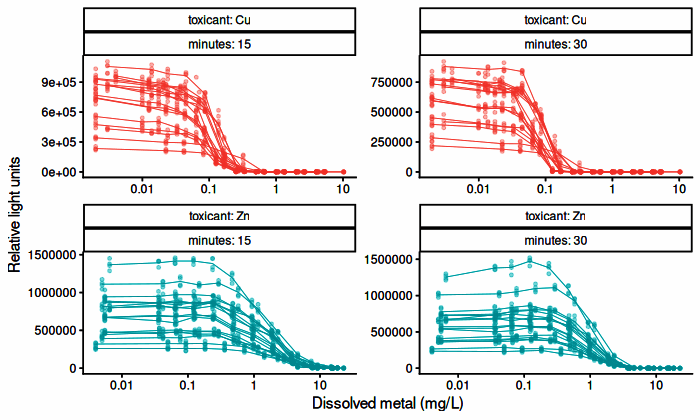 toxicant: Cu
toxicant: Cu
minutes: 15
minutes: 30
9e+05
6e+05
3e+05
0e+00
0.01
0.1
1
10
750000
500000
250000
0
0.01
0.1
1
10
Relative light units
toxicant: Zn
toxicant: Zn
minutes: 15
minutes: 30
1500000
1000000
500000
0
0.01
0.1
1
10
1500000
1000000
500000
0
0.01
0.1
1
10
Dissolved metal (mg/L)